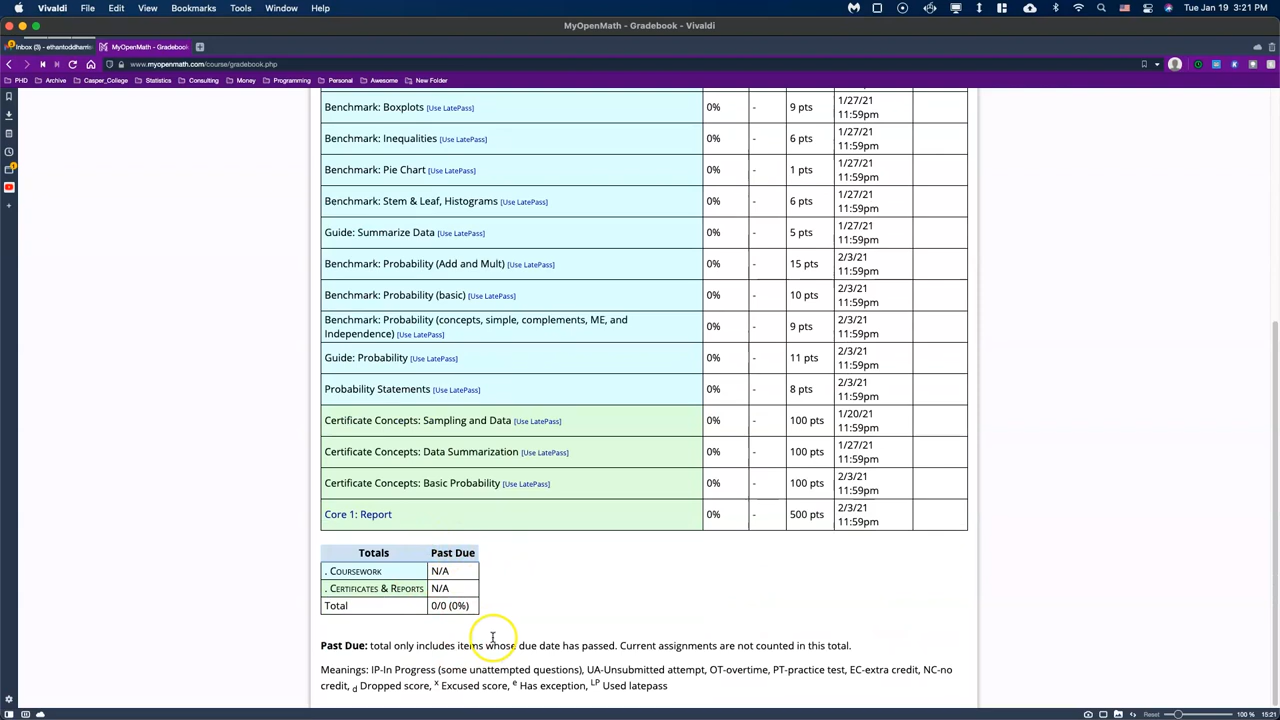 Vivaldi File Edit View Bookmarks Tools Window Help Tue Jan 19 3:21 PM
MyOpenMath - Gradebook - Vivaldi
Inbox (3) - ethantoddham MyOpenMath - Gradebook
www.myopenmath.com/course/gradebook.php
PHD Archive Casper_College Statistics Consulting Money Programming Personal Awesome New Folder
Benchmark: Boxplots [Use LatePass] 0% - 9 pts 1/27/21 11:59pm
Benchmark: Inequalities [Use LatePass] 0% - 6 pts 1/27/21 11:59pm
Benchmark: Pie Chart [Use LatePass] 0% - 1 pts 1/27/21 11:59pm
Benchmark: Stem & Leaf, Histograms [Use LatePass] 0% - 6 pts 1/27/21 11:59pm
Guide: Summarize Data [Use LatePass] 0% - 5 pts 1/27/21 11:59pm
Benchmark: Probability (Add and Mult) [Use LatePass] 0% - 15 pts 2/3/21 11:59pm
Benchmark: Probability (basic) [Use LatePass] 0% - 10 pts 2/3/21 11:59pm
Benchmark: Probability (concepts, simple, complements, ME, and
Independence) [Use LatePass] 0% - 9 pts 2/3/21 11:59pm
Guide: Probability [Use LatePass] 0% - 11 pts 2/3/21 11:59pm
Probability Statements [Use LatePass] 0% - 8 pts 2/3/21 11:59pm
Certificate Concepts: Sampling and Data [Use LatePass] 0% - 100 pts 1/20/21 11:59pm
Certificate Concepts: Data Summarization [Use LatePass] 0% - 100 pts 1/27/21 11:59pm
Certificate Concepts: Basic Probability [Use LatePass] 0% - 100 pts 2/3/21 11:59pm
Core 1: Report 0% - 500 pts 2/3/21 11:59pm
Totals Past Due
. Coursework N/A
. Certificates & Reports N/A
Total 0/0 (0%)
Past Due: total only includes items whose due date has passed. Current assignments are not counted in this total.
Meanings: IP-In Progress (some unattempted questions), UA-Unsubmitted attempt, OT-overtime, PT-practice test, EC-extra credit, NC-no
credit, d Dropped score, x Excused score, e Has exception, LP Used latepass
Reset 100 % 15:21